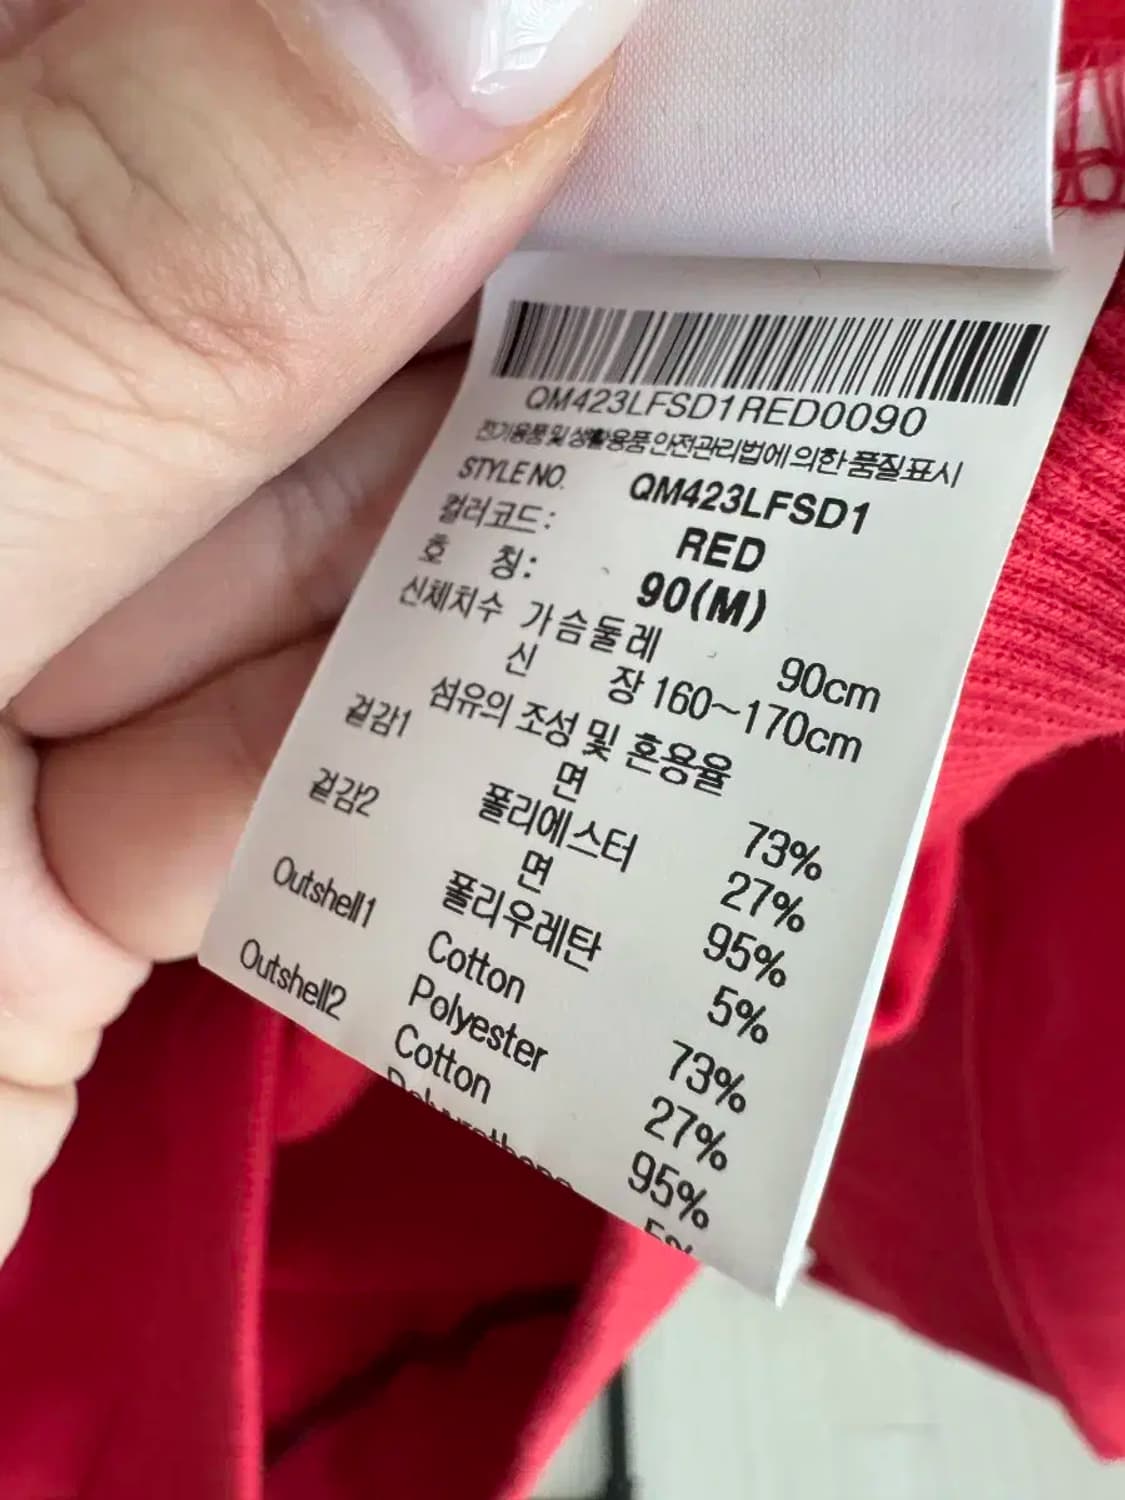 QM423LFSD1RED0090
전기용품 및 생활용품 안전관리법에 의한 품질표시
STYLE NO. QM423LFSD1
컬러코드: RED
호 칭: 90(M)
신체치수 가슴둘레 90cm
신 장 160~170cm
섬유의 조성 및 혼용율
겉감1 면 73%
폴리에스터 27%
겉감2 면 95%
폴리우레탄 5%
Outshell1 Cotton 73%
Polyester 27%
Outshell2 Cotton 95%